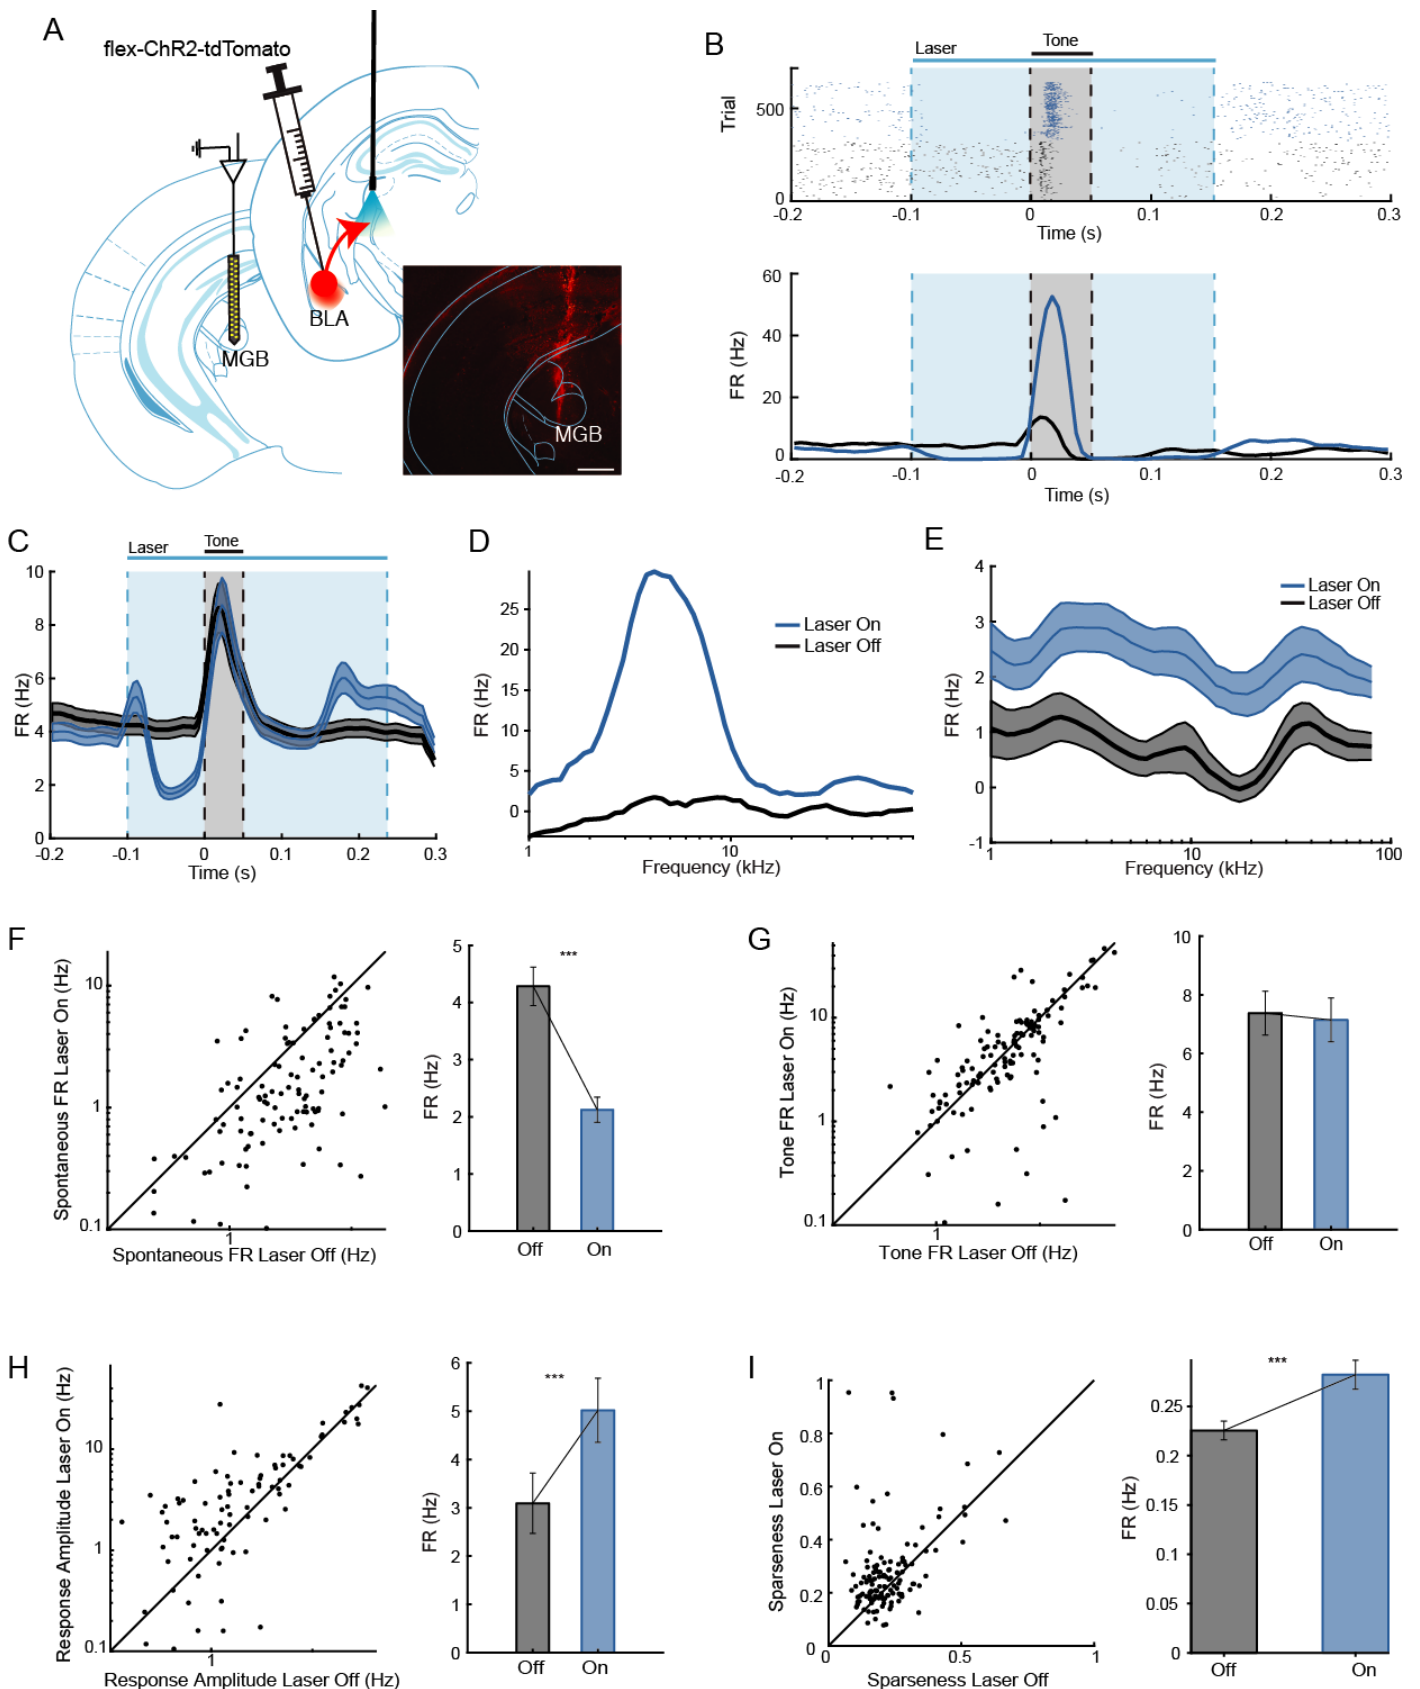 A
flex-ChR2-tdTomato
MGB
BLA
MGB
B
Laser
Tone
Trial
500
0
-0.2
-0.1
0
0.1
0.2
0.3
Time (s)
FR (Hz)
60
40
20
0
-0.2
-0.1
0
0.1
0.2
0.3
Time (s)
C
Laser
Tone
FR (Hz)
10
8
6
4
2
0
-0.2
-0.1
0
0.1
0.2
0.3
Time (s)
D
FR (Hz)
25
20
15
10
5
0
1
10
Frequency (kHz)
Laser On
Laser Off
E
FR (Hz)
4
3
2
1
0
-1
1
10
100
Frequency (kHz)
Laser On
Laser Off
F
Spontaneous FR Laser On (Hz)
10
1
0.1
1
Spontaneous FR Laser Off (Hz)
FR (Hz)
5
4
3
2
1
0
***
Off
On
G
Tone FR Laser On (Hz)
10
1
0.1
1
Tone FR Laser Off (Hz)
FR (Hz)
10
8
6
4
2
0
Off
On
H
Response Amplitude Laser On (Hz)
10
1
0.1
1
Response Amplitude Laser Off (Hz)
FR (Hz)
6
5
4
3
2
1
0
***
Off
On
I
Sparseness Laser On
1
0.8
0.6
0.4
0.2
0
0
0.5
1
Sparseness Laser Off
FR (Hz)
0.25
0.2
0.15
0.1
0.05
0
***
Off
On